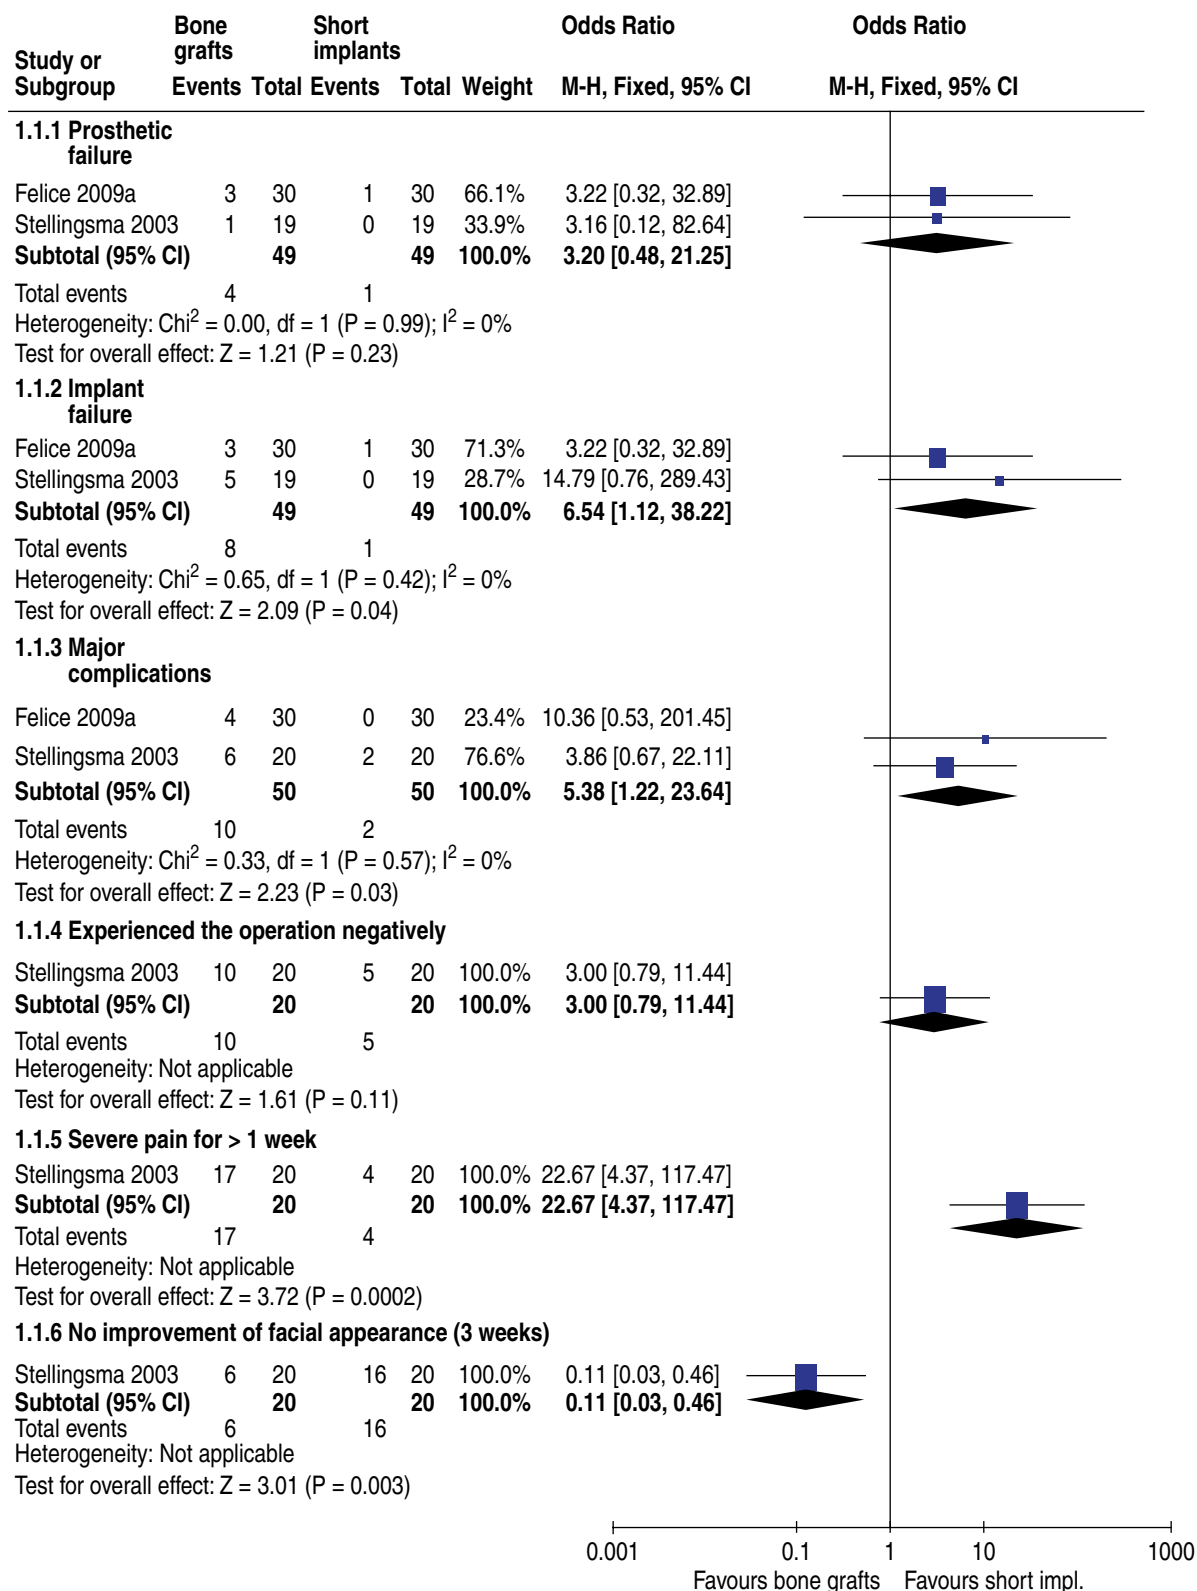 Bone grafts Short implants Odds Ratio Odds Ratio
Study or Subgroup Events Total Events Total Weight M-H, Fixed, 95% CI M-H, Fixed, 95% CI
1.1.1 Prosthetic failure
Felice 2009a 3 30 1 30 66.1% 3.22 [0.32, 32.89]
Stellingsma 2003 1 19 0 19 33.9% 3.16 [0.12, 82.64]
Subtotal (95% CI) 49 49 100.0% 3.20 [0.48, 21.25]
Total events 4 1
Heterogeneity: Chi2 = 0.00, df = 1 (P = 0.99); I2 = 0%
Test for overall effect: Z = 1.21 (P = 0.23)
1.1.2 Implant failure
Felice 2009a 3 30 1 30 71.3% 3.22 [0.32, 32.89]
Stellingsma 2003 5 19 0 19 28.7% 14.79 [0.76, 289.43]
Subtotal (95% CI) 49 49 100.0% 6.54 [1.12, 38.22]
Total events 8 1
Heterogeneity: Chi2 = 0.65, df = 1 (P = 0.42); I2 = 0%
Test for overall effect: Z = 2.09 (P = 0.04)
1.1.3 Major complications
Felice 2009a 4 30 0 30 23.4% 10.36 [0.53, 201.45]
Stellingsma 2003 6 20 2 20 76.6% 3.86 [0.67, 22.11]
Subtotal (95% CI) 50 50 100.0% 5.38 [1.22, 23.64]
Total events 10 2
Heterogeneity: Chi2 = 0.33, df = 1 (P = 0.57); I2 = 0%
Test for overall effect: Z = 2.23 (P = 0.03)
1.1.4 Experienced the operation negatively
Stellingsma 2003 10 20 5 20 100.0% 3.00 [0.79, 11.44]
Subtotal (95% CI) 20 20 100.0% 3.00 [0.79, 11.44]
Total events 10 5
Heterogeneity: Not applicable
Test for overall effect: Z = 1.61 (P = 0.11)
1.1.5 Severe pain for > 1 week
Stellingsma 2003 17 20 4 20 100.0% 22.67 [4.37, 117.47]
Subtotal (95% CI) 20 20 100.0% 22.67 [4.37, 117.47]
Total events 17 4
Heterogeneity: Not applicable
Test for overall effect: Z = 3.72 (P = 0.0002)
1.1.6 No improvement of facial appearance (3 weeks)
Stellingsma 2003 6 20 16 20 100.0% 0.11 [0.03, 0.46]
Subtotal (95% CI) 20 20 100.0% 0.11 [0.03, 0.46]
Total events 6 16
Heterogeneity: Not applicable
Test for overall effect: Z = 3.01 (P = 0.003)
0.001 0.1 1 10 1000
Favours bone grafts Favours short impl.